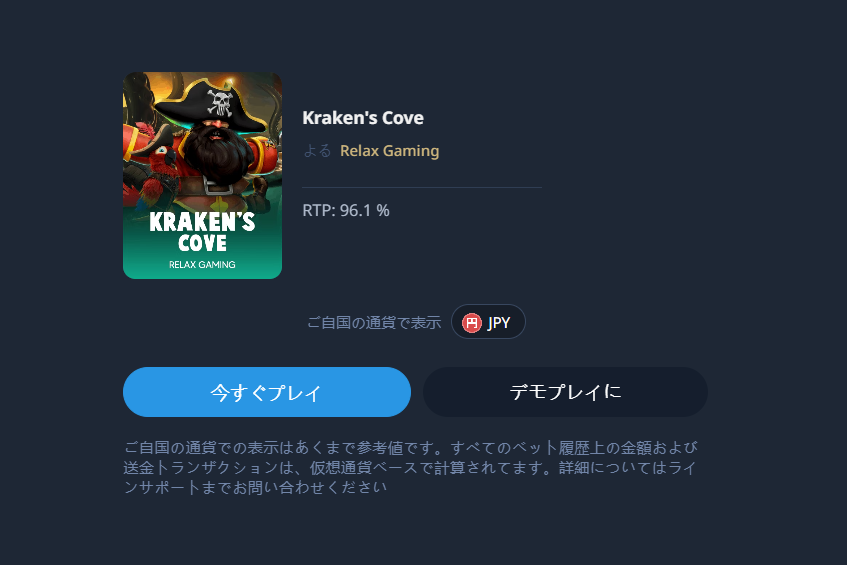 Kraken's Cove
よる Relax Gaming
RTP: 96.1 %
KRAKEN'S
COVE
RELAX GAMING
ご自国の通貨で表示 円 JPY
今すぐプレイ
デモプレイに
ご自国の通貨での表示はあくまで参考値です。すべてのベット履歴上の金額および
送金トランザクションは、仮想通貨ベースで計算されてます。詳細についてはライ
ンサポートまでお問い合わせください